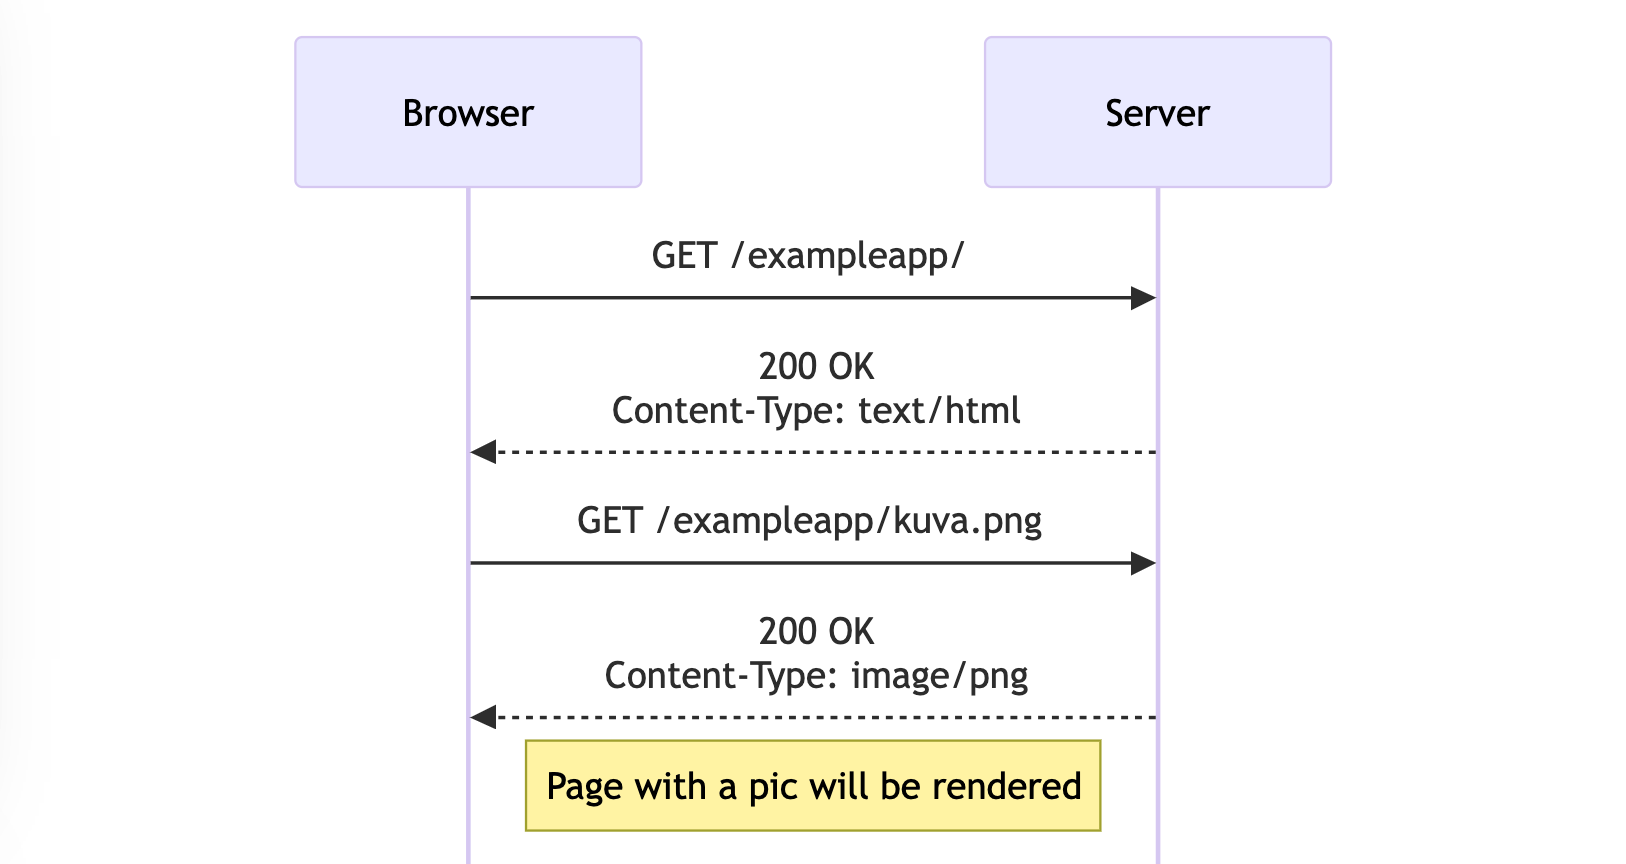 Browser
Server
GET /exampleapp/
200 OK
Content-Type: text/html
GET /exampleapp/kuva.png
200 OK
Content-Type: image/png
Page with a pic will be rendered